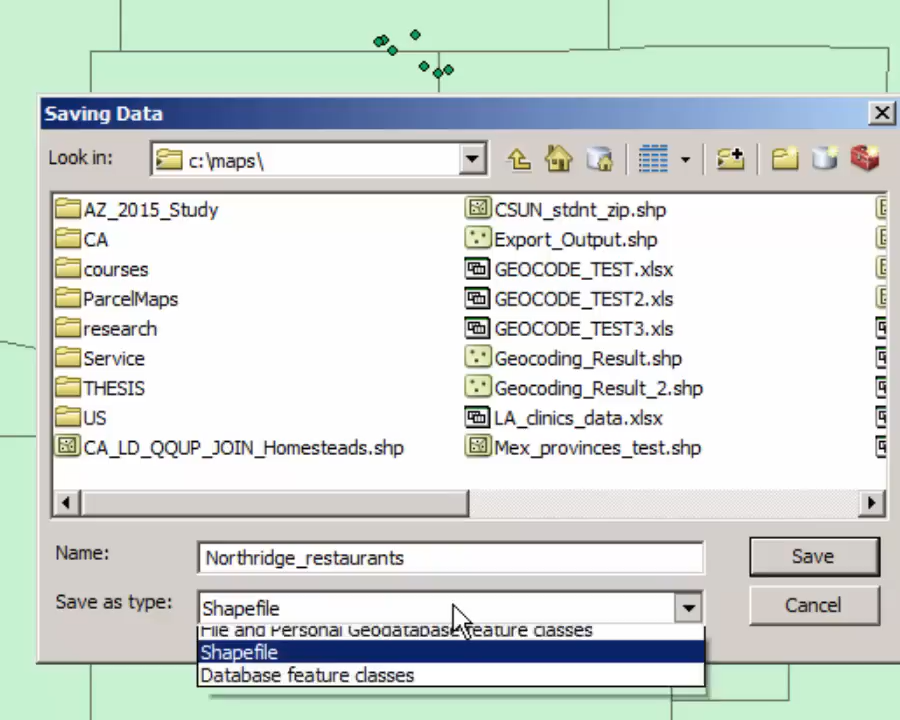 Saving Data
Look in:
c:\maps\
AZ_2015_Study
CA
courses
ParcelMaps
research
Service
THESIS
US
CA_LD_QQUP_JOIN_Homesteads.shp
CSUN_stdnt_zip.shp
Export_Output.shp
GEOCODE_TEST.xlsx
GEOCODE_TEST2.xls
GEOCODE_TEST3.xls
Geocoding_Result.shp
Geocoding_Result_2.shp
LA_clinics_data.xlsx
Mex_provinces_test.shp
Name:
Northridge_restaurants
Save
Save as type:
Shapefile
Cancel
File and Personal Geodatabase feature classes
Shapefile
Database feature classes